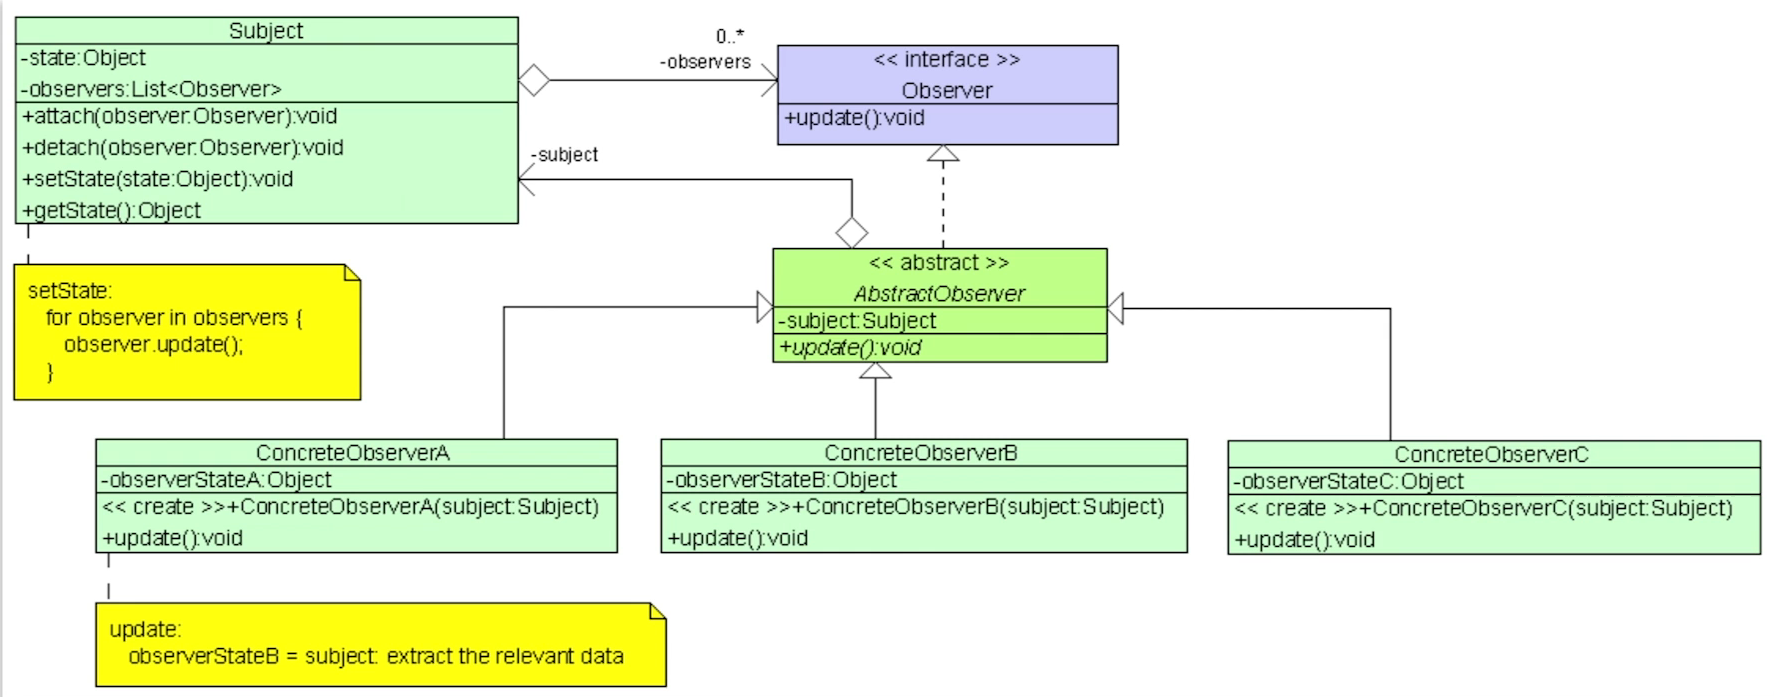 Subject
-state:Object
-observers:List<Observer>
+attach(observer:Observer):void
+detach(observer:Observer):void
+setState(state:Object):void
+getState():Object
0..*
-observers
<< interface >>
Observer
+update():void
-subject
setState:
for observer in observers {
observer.update();
}
<< abstract >>
AbstractObserver
-subject:Subject
+update():void
ConcreteObserverA
-observerStateA:Object
<< create >>+ConcreteObserverA(subject:Subject)
+update():void
ConcreteObserverB
-observerStateB:Object
<< create >>+ConcreteObserverB(subject:Subject)
+update():void
ConcreteObserverC
-observerStateC:Object
<< create >>+ConcreteObserverC(subject:Subject)
+update():void
update:
observerStateB = subject: extract the relevant data